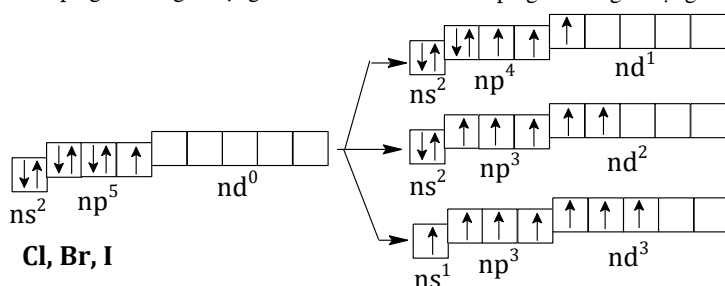 ns² np⁴ nd¹
ns² np³ nd²
ns² np⁵ nd⁰
ns¹ np³ nd³
Cl, Br, I